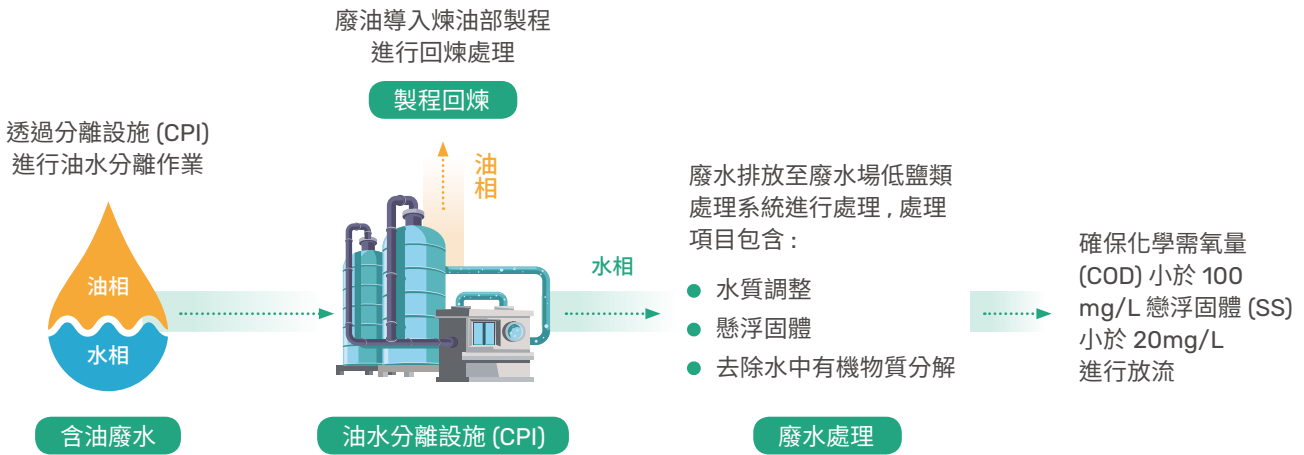 透過分離設施 (CPI)
進行油水分離作業
油相
水相
含油廢水
廢油導入煉油部製程
進行回煉處理
製程回煉
油相
油水分離設施 (CPI)
水相
廢水排放至廢水場低鹽類
處理系統進行處理 , 處理
項目包含 :
● 水質調整
● 懸浮固體
● 去除水中有機物質分解
廢水處理
確保化學需氧量
(COD) 小於 100
mg/L 戀浮固體 (SS)
小於 20mg/L
進行放流